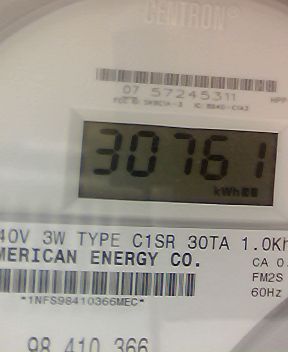 CENTRON®
07 57245311
30761
kWh
40V 3W TYPE C1SR 30TA 1.0Kh
MERICAN ENERGY CO.
CA 0.
FM2S
60Hz
*1NFS98410366MEC*
98 410 366